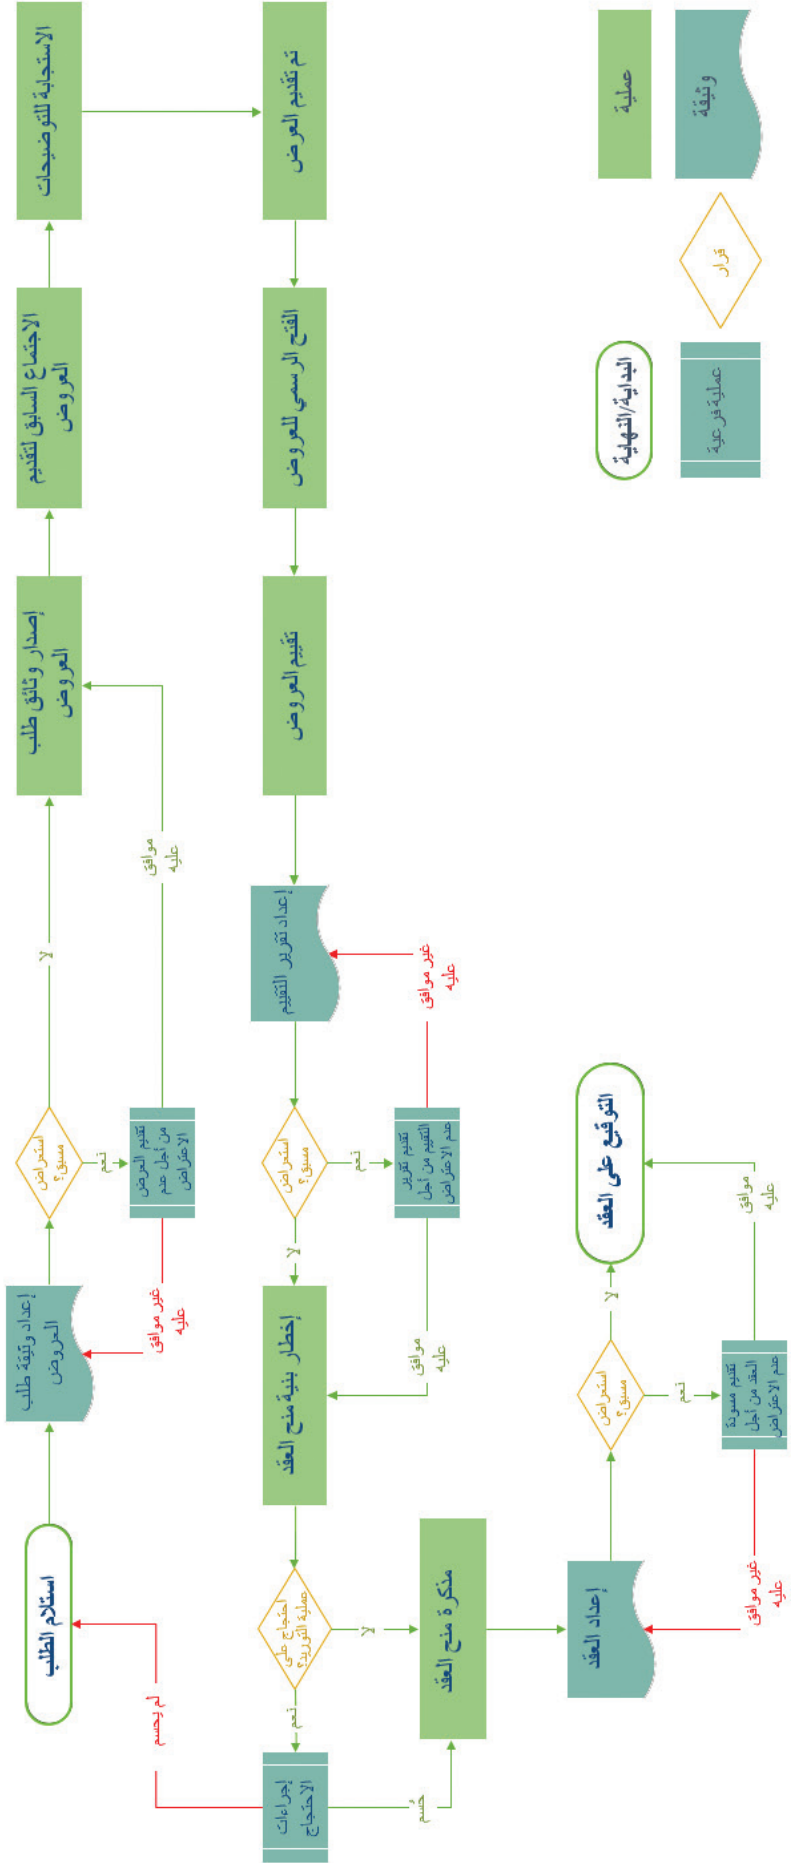 استلام الطلب
إعداد وثيقة طلب
العروض
استعراض
مسبق؟
لا
نعم
تقديم العرض
من أجل عدم
الاعتراض
غير موافق
عليه
موافق
عليه
إصدار وثائق طلب
العروض
الاجتماع السابق لتقديم
العروض
الاستجابة للتوضيحات
تم تقديم العرض
الفتح الرسمي للعروض
تقييم العروض
إعداد تقرير التقييم
استعراض
مسبق؟
نعم
لا
تقديم تقرير
التقييم من أجل
عدم الاعتراض
غير موافق
عليه
موافق
عليه
إخطار بنية منح العقد
احتجاج على
عملية التوريد؟
نعم
لا
إجراءات
الاحتجاج
لم يحسم
حُسم
مذكرة منح العقد
إعداد العقد
استعراض
مسبق؟
لا
نعم
تقديم مسودة
العقد من أجل
عدم الاعتراض
غير موافق
عليه
موافق
عليه
التوقيع على العقد
عملية
وثيقة
قرار
البداية/النهاية
عملية فرعية